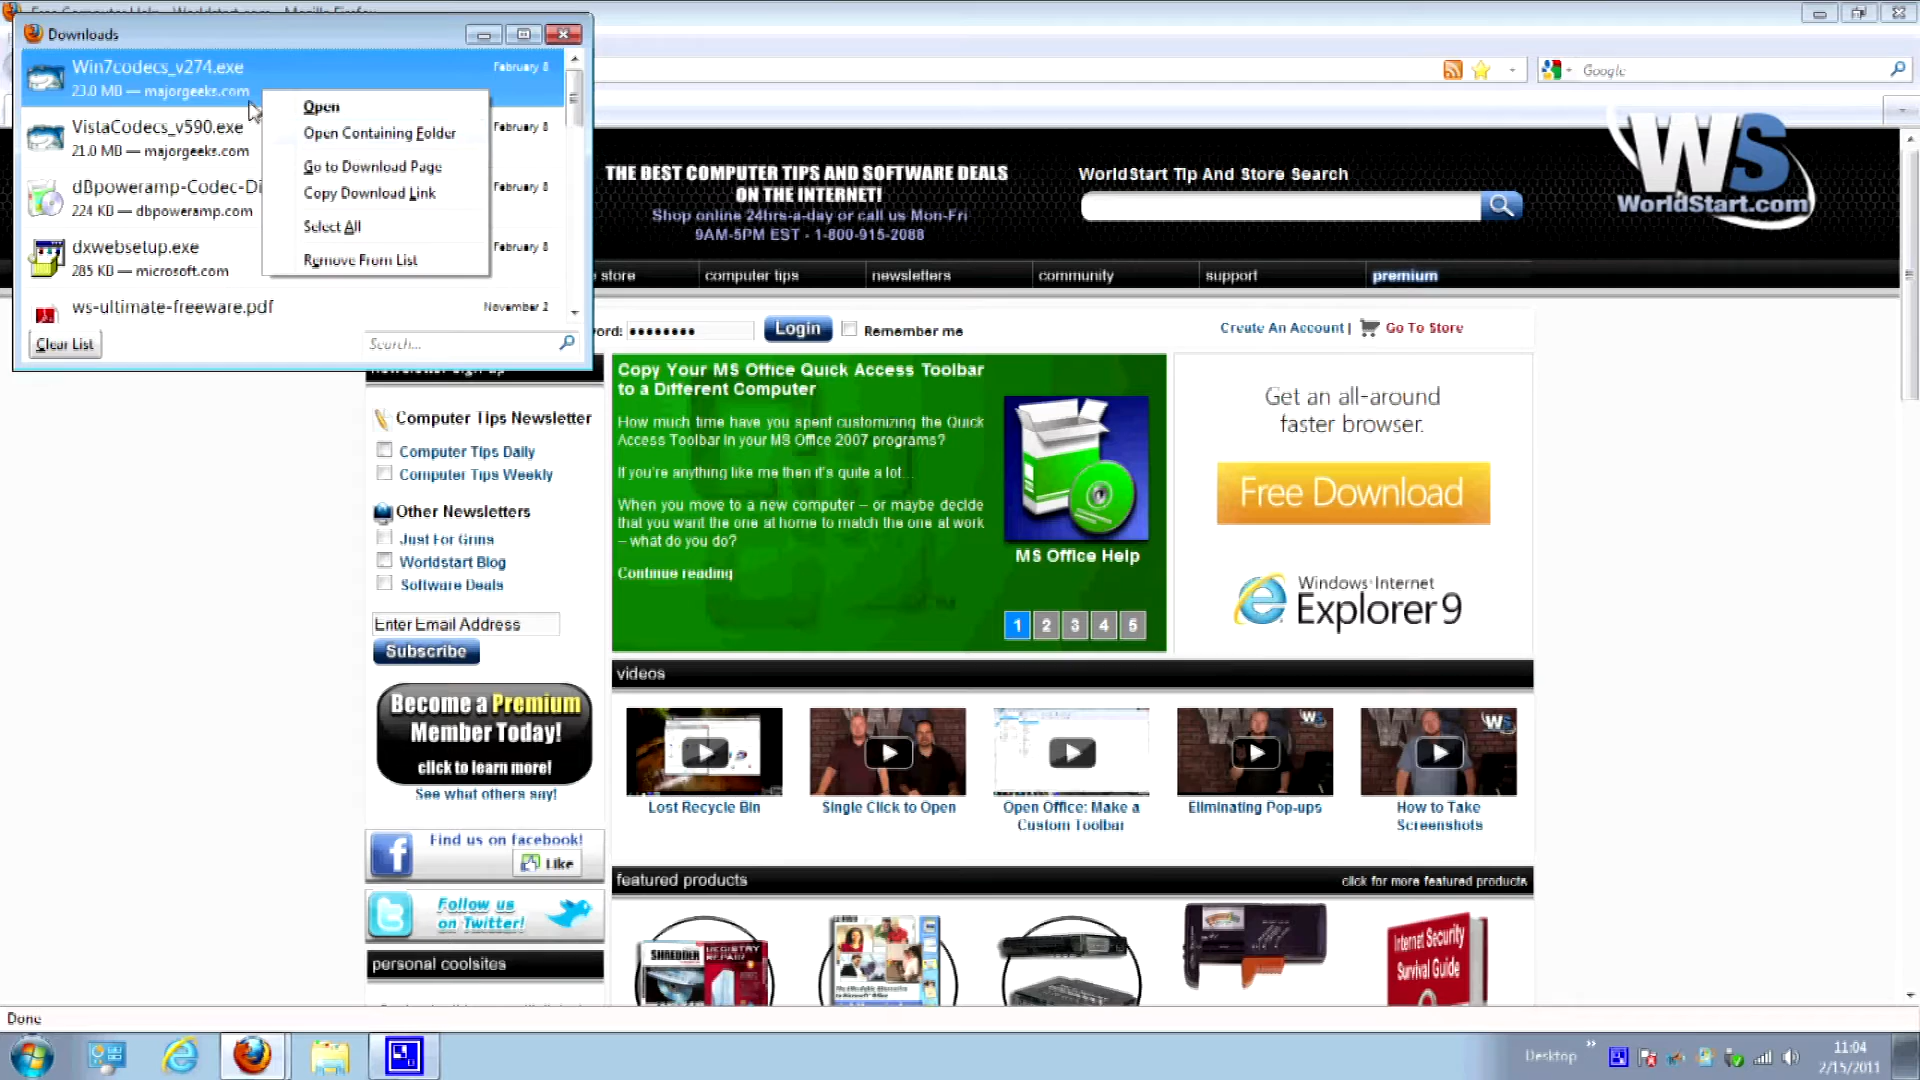 Free Computer Help - Worldstart.com - Mozilla Firefox
Downloads
Win7codecs_v274.exe
February 8
23.0 MB — majorgeeks.com
VistaCodecs_v590.exe
February 8
21.0 MB — majorgeeks.com
dBpoweramp-Codec-Di
February 8
224 KB — dbpoweramp.com
dxwebsetup.exe
February 8
285 KB — microsoft.com
ws-ultimate-freeware.pdf
November 2
Clear List
Search...
Open
Open Containing Folder
Go to Download Page
Copy Download Link
Select All
Remove From List
Google
THE BEST COMPUTER TIPS AND SOFTWARE DEALS
ON THE INTERNET!
Shop online 24hrs-a-day or call us Mon-Fri
9AM-5PM EST - 1-800-915-2088
WorldStart Tip And Store Search
WS
WorldStart.com
store
computer tips
newsletters
community
support
premium
ord:
Login
Remember me
Create An Account |
Go To Store
newsletter sign-up
Computer Tips Newsletter
Computer Tips Daily
Computer Tips Weekly
Other Newsletters
Just For Grins
Worldstart Blog
Software Deals
Enter Email Address
Subscribe
Become a Premium
Member Today!
click to learn more!
See what others say!
Find us on facebook!
f
Like
Follow us
on Twitter!
personal coolsites
Copy Your MS Office Quick Access Toolbar
to a Different Computer
How much time have you spent customizing the Quick
Access Toolbar in your MS Office 2007 programs?
If you're anything like me then it's quite a lot...
When you move to a new computer – or maybe decide
that you want the one at home to match the one at work
– what do you do?
Continue reading
MS Office Help
1 2 3 4 5
Get an all-around
faster browser.
Free Download
Windows Internet
Explorer 9
videos
Lost Recycle Bin
Single Click to Open
Open Office: Make a
Custom Toolbar
Eliminating Pop-ups
How to Take
Screenshots
featured products
click for more featured products
SHREDDER
REGISTRY
REPAIR
Internet Security
Survival Guide
Done
Desktop
11:04
2/15/2011